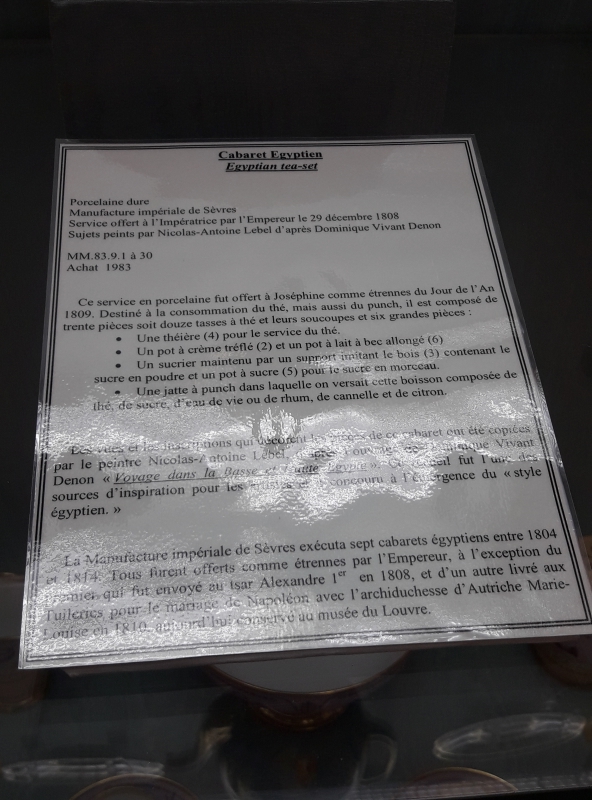 Cabaret Egyptien
Egyptian tea-set
Porcelaine dure
Manufacture impériale de Sèvres
Service offert à l'Impératrice par l'Empereur le 29 décembre 1808
Sujets peints par Nicolas-Antoine Lebel d'après Dominique Vivant Denon
MM.83.9.1 à 30
Achat 1983
Ce service en porcelaine fut offert à Joséphine comme étrennes du Jour de l'An
1809. Destiné à la consommation du thé, mais aussi du punch, il est composé de
trente pièces soit douze tasses à thé et leurs soucoupes et six grandes pièces :
• Une théière (4) pour le service du thé.
• Un pot à crème tréflé (2) et un pot à lait à bec allongé (6)
• Un sucrier maintenu par un support imitant le bois (3) contenant le
sucre en poudre et un pot à sucre (5) pour le sucre en morceau.
• Une jatte à punch dans laquelle on versait cette boisson composée de
thé, de sucre, d'eau de vie ou de rhum, de cannelle et de citron.
Des vues et les inscriptions qui décorent les pièces de ce cabaret ont été copiées
par le peintre Nicolas-Antoine Lebel, d'après l'ouvrage de Dominique Vivant
Denon « Voyage dans la Basse et Haute Egypte ». Ce recueil fut l'une des
sources d'inspiration pour les concouru à l'émergence du « style
égyptien. »
La Manufacture impériale de Sèvres exécuta sept cabarets égyptiens entre 1804
et 1814. Tous furent offerts comme étrennes par l'Empereur, à l'exception du
premier qui fut envoyé au tsar Alexandre 1er en 1808, et d'un autre livré aux
Tuileries pour le mariage de Napoléon avec l'archiduchesse d'Autriche Marie-
Louise en 1810, aujourd'hui conservé au musée du Louvre.